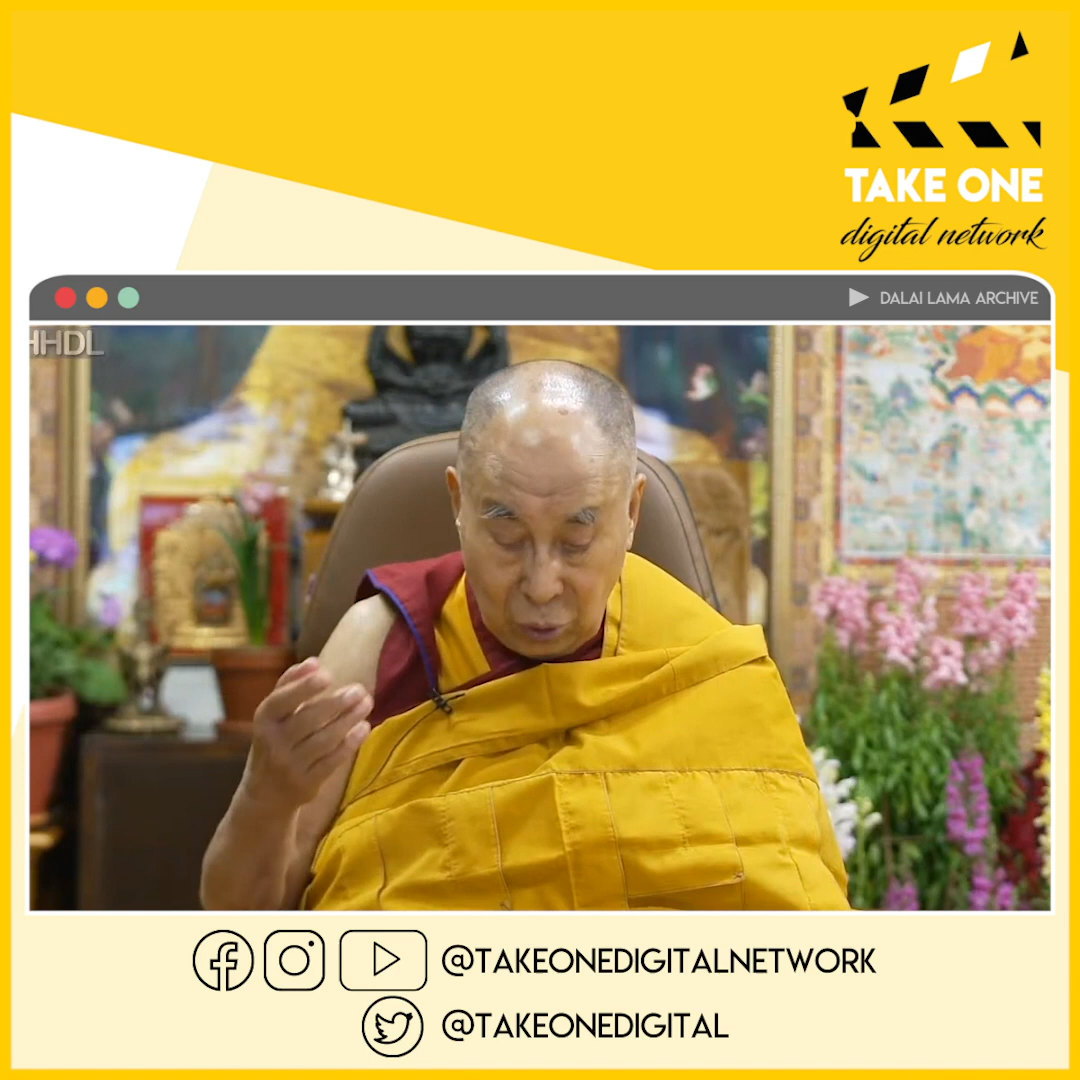 TAKE ONE
digital network
DALAI LAMA ARCHIVE
HHDL
@TAKEONEDIGITALNETWORK
@TAKEONEDIGITAL